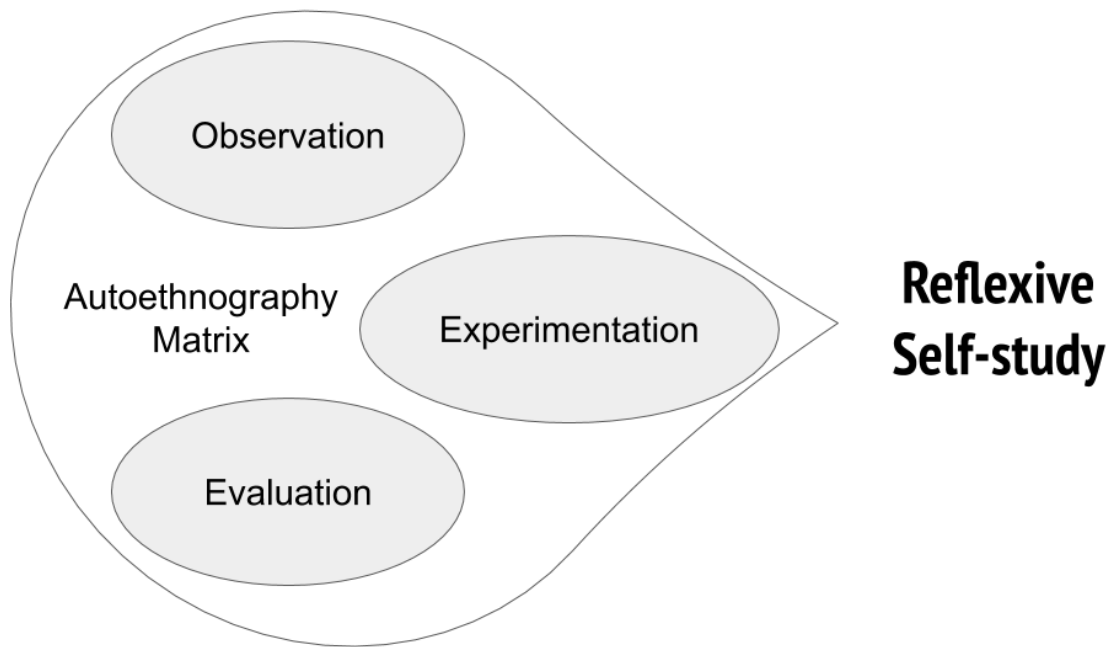 Observation
Autoethnography
Matrix
Experimentation
Evaluation
Reflexive
Self-study